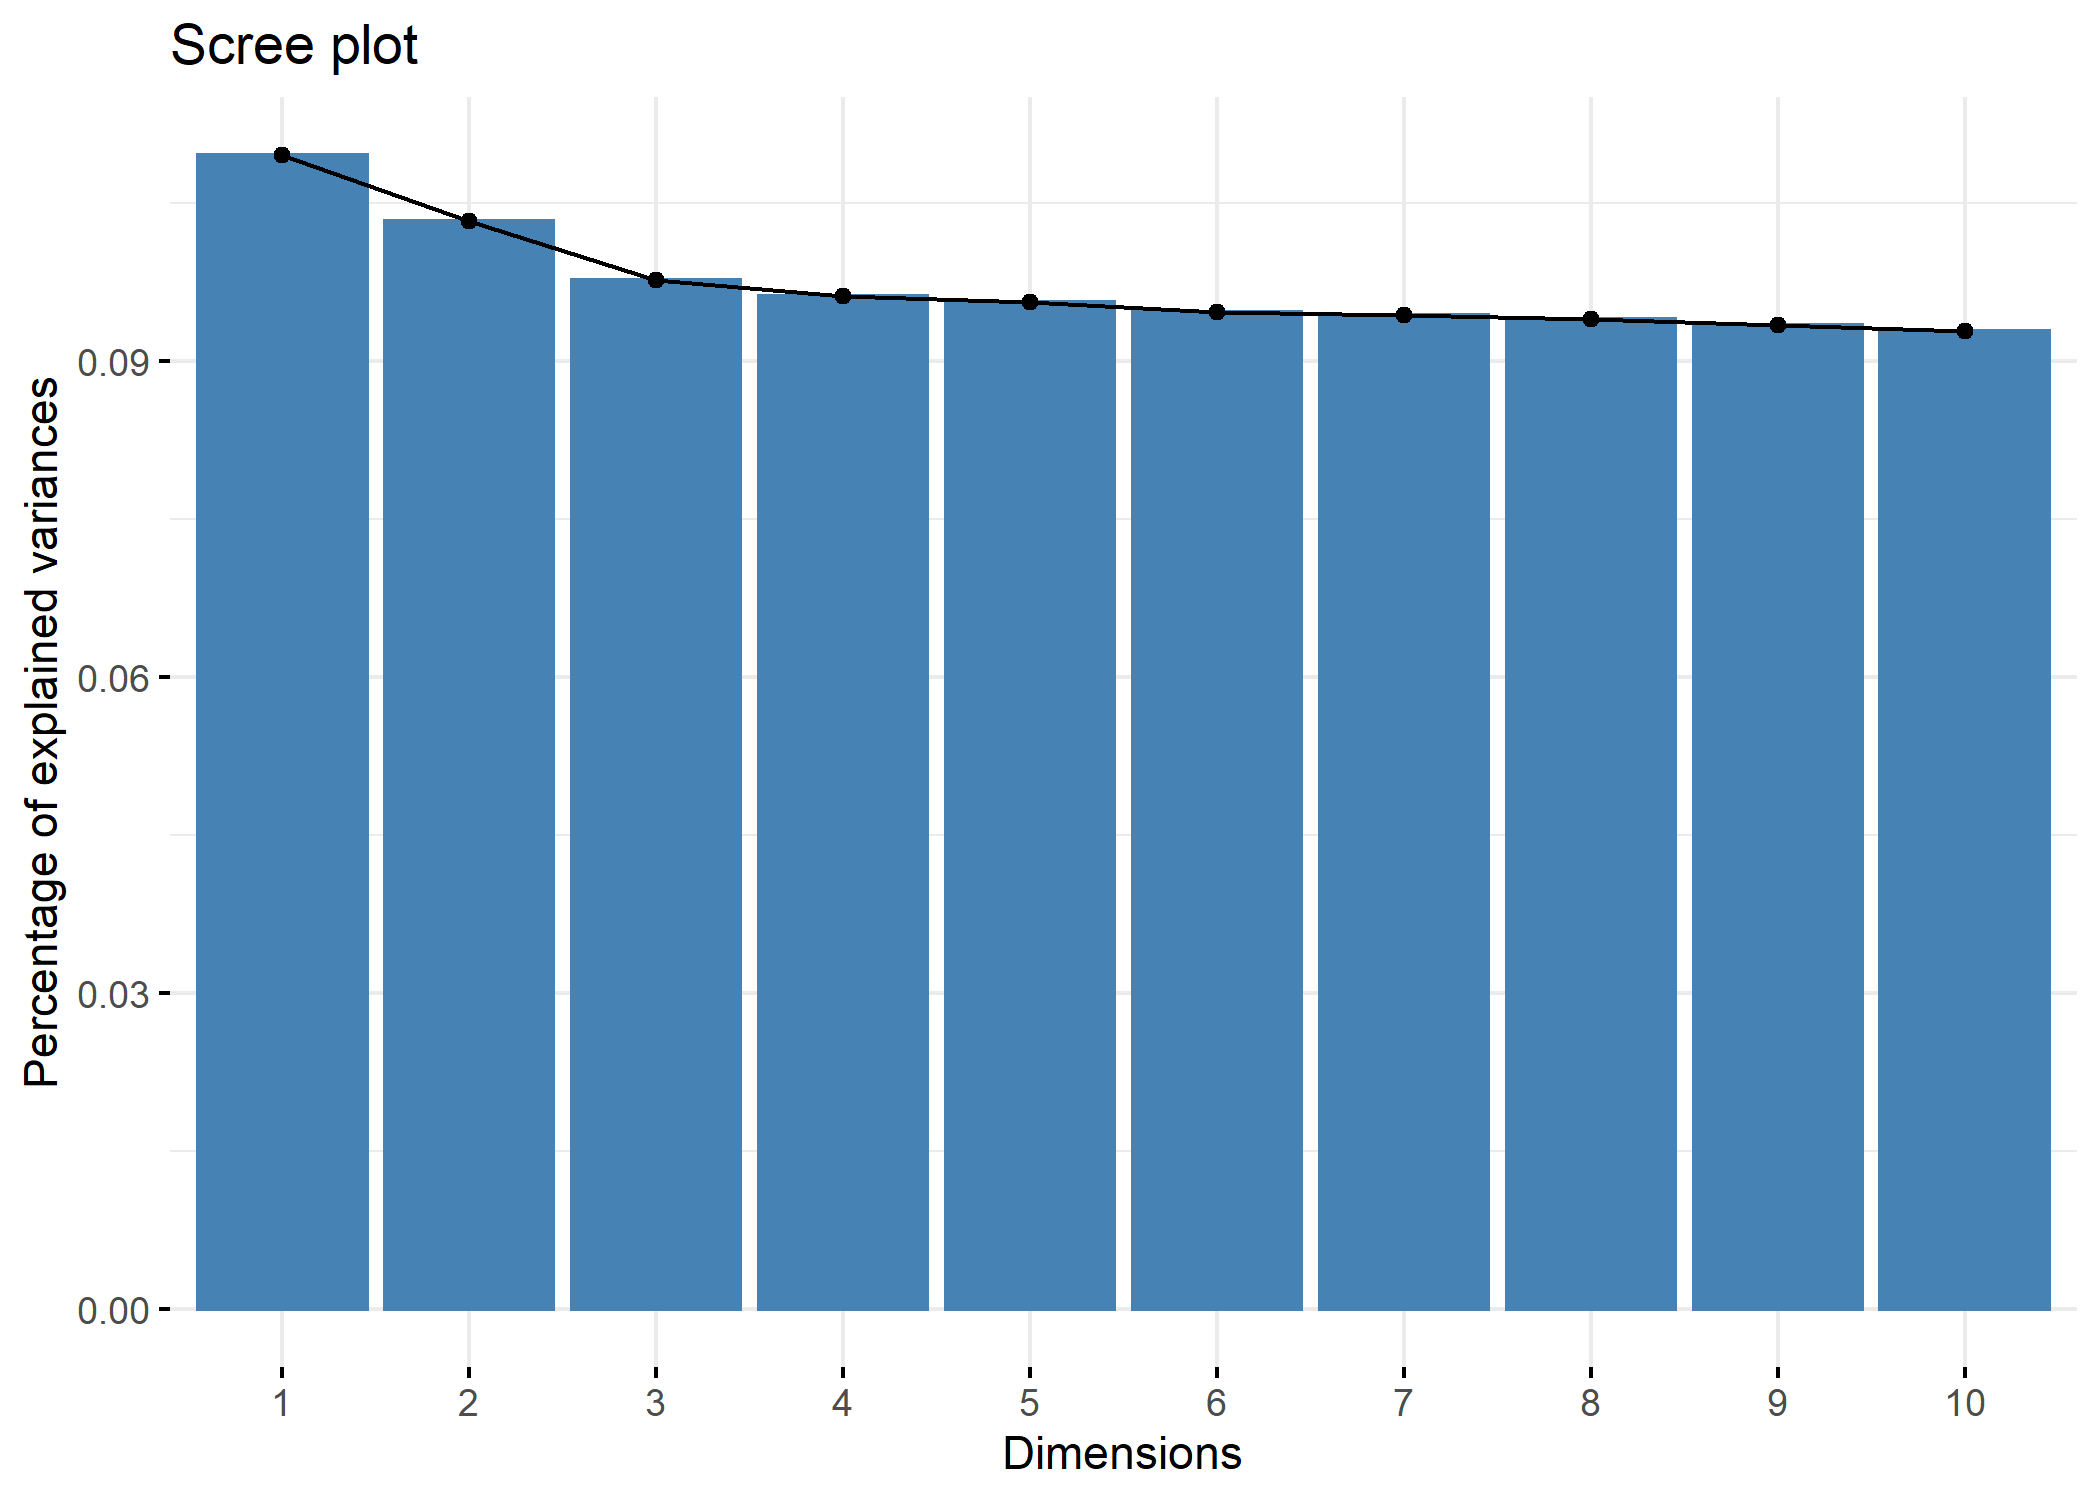 Scree plot
Percentage of explained variances
0.09
0.06
0.03
0.00
1 2 3 4 5 6 7 8 9 10
Dimensions